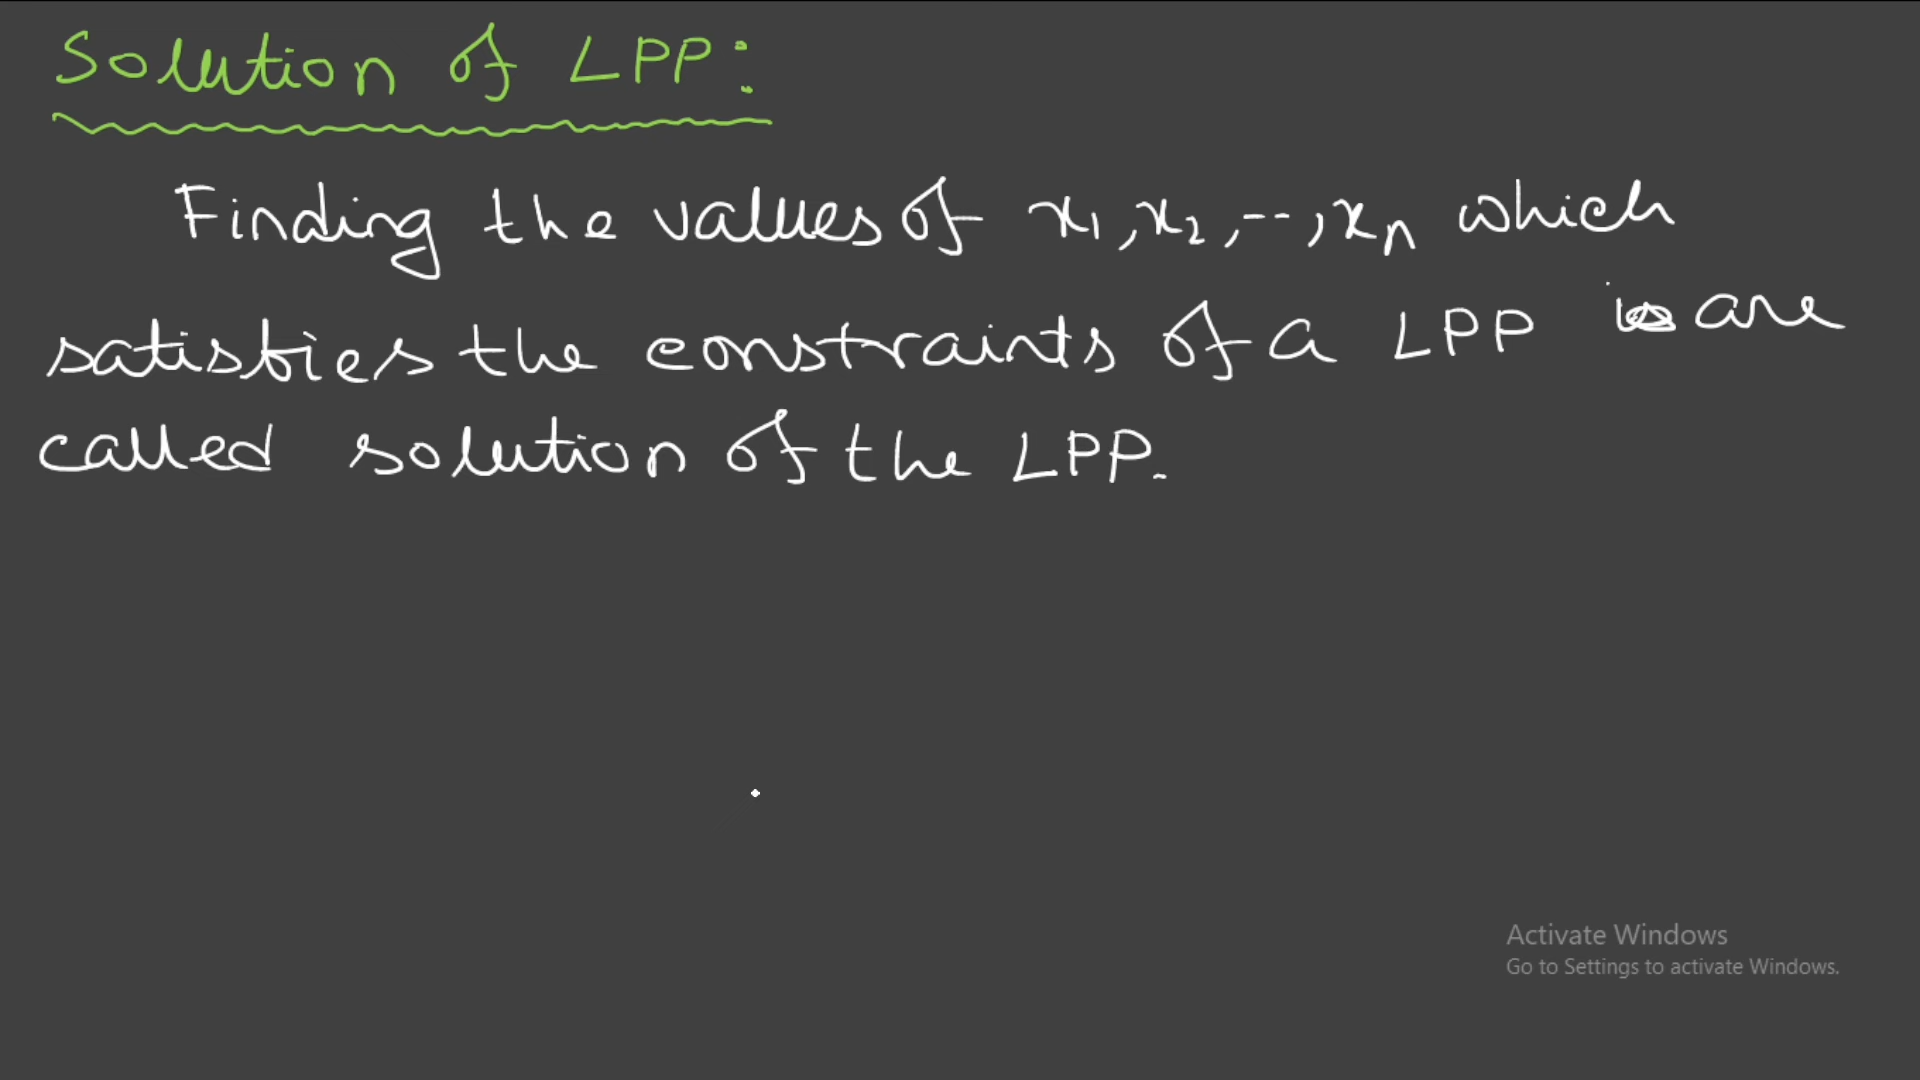 Solution of LPP:
Finding the values of x₁, x₂, --, xₙ which
satisfies the constraints of a LPP are
called solution of the LPP.
Activate Windows
Go to Settings to activate Windows.